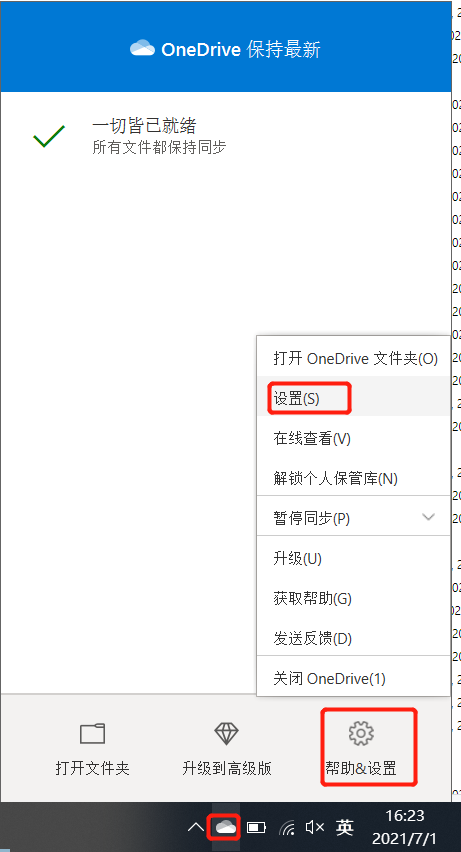 OneDrive 保持最新
一切皆已就绪
所有文件都保持同步
打开 OneDrive 文件夹(O)
设置(S)
在线查看(V)
解锁个人保管库(N)
暂停同步(P)
升级(U)
获取帮助(G)
发送反馈(D)
关闭 OneDrive(1)
打开文件夹
升级到高级版
帮助&设置
英
16:23
2021/7/1